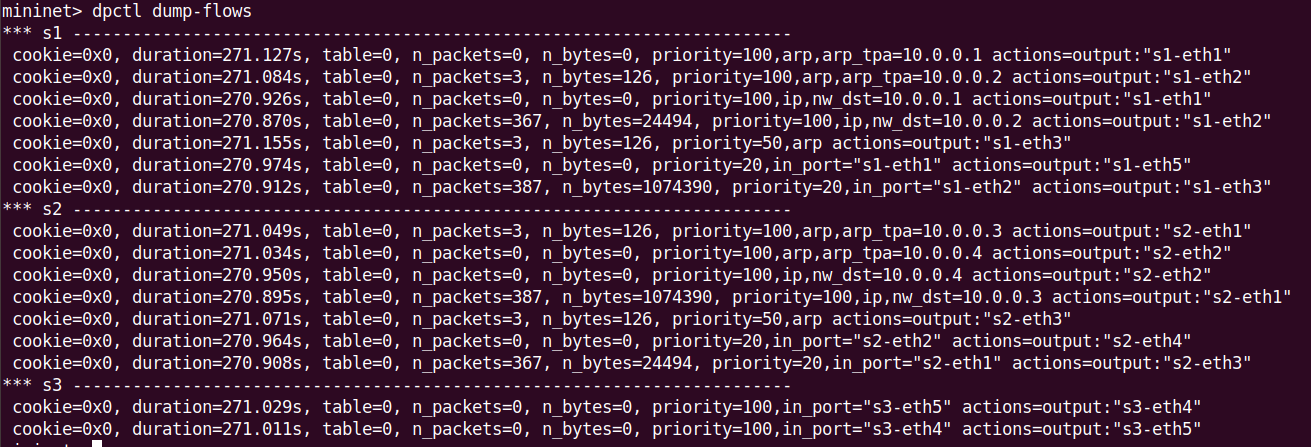 mininet> dpctl dump-flows
*** s1 ------------------------------------------------------------------------
 cookie=0x0, duration=271.127s, table=0, n_packets=0, n_bytes=0, priority=100,arp,arp_tpa=10.0.0.1 actions=output:"s1-eth1"
 cookie=0x0, duration=271.084s, table=0, n_packets=3, n_bytes=126, priority=100,arp,arp_tpa=10.0.0.2 actions=output:"s1-eth2"
 cookie=0x0, duration=270.926s, table=0, n_packets=0, n_bytes=0, priority=100,ip,nw_dst=10.0.0.1 actions=output:"s1-eth1"
 cookie=0x0, duration=270.870s, table=0, n_packets=367, n_bytes=24494, priority=100,ip,nw_dst=10.0.0.2 actions=output:"s1-eth2"
 cookie=0x0, duration=271.155s, table=0, n_packets=3, n_bytes=126, priority=50,arp actions=output:"s1-eth3"
 cookie=0x0, duration=270.974s, table=0, n_packets=0, n_bytes=0, priority=20,in_port="s1-eth1" actions=output:"s1-eth5"
 cookie=0x0, duration=270.912s, table=0, n_packets=387, n_bytes=1074390, priority=20,in_port="s1-eth2" actions=output:"s1-eth3"
*** s2 ------------------------------------------------------------------------
 cookie=0x0, duration=271.049s, table=0, n_packets=3, n_bytes=126, priority=100,arp,arp_tpa=10.0.0.3 actions=output:"s2-eth1"
 cookie=0x0, duration=271.034s, table=0, n_packets=0, n_bytes=0, priority=100,arp,arp_tpa=10.0.0.4 actions=output:"s2-eth2"
 cookie=0x0, duration=270.950s, table=0, n_packets=0, n_bytes=0, priority=100,ip,nw_dst=10.0.0.4 actions=output:"s2-eth2"
 cookie=0x0, duration=270.895s, table=0, n_packets=387, n_bytes=1074390, priority=100,ip,nw_dst=10.0.0.3 actions=output:"s2-eth1"
 cookie=0x0, duration=271.071s, table=0, n_packets=3, n_bytes=126, priority=50,arp actions=output:"s2-eth3"
 cookie=0x0, duration=270.964s, table=0, n_packets=0, n_bytes=0, priority=20,in_port="s2-eth2" actions=output:"s2-eth4"
 cookie=0x0, duration=270.908s, table=0, n_packets=367, n_bytes=24494, priority=20,in_port="s2-eth1" actions=output:"s2-eth3"
*** s3 ------------------------------------------------------------------------
 cookie=0x0, duration=271.029s, table=0, n_packets=0, n_bytes=0, priority=100,in_port="s3-eth5" actions=output:"s3-eth4"
 cookie=0x0, duration=271.011s, table=0, n_packets=0, n_bytes=0, priority=100,in_port="s3-eth4" actions=output:"s3-eth5"